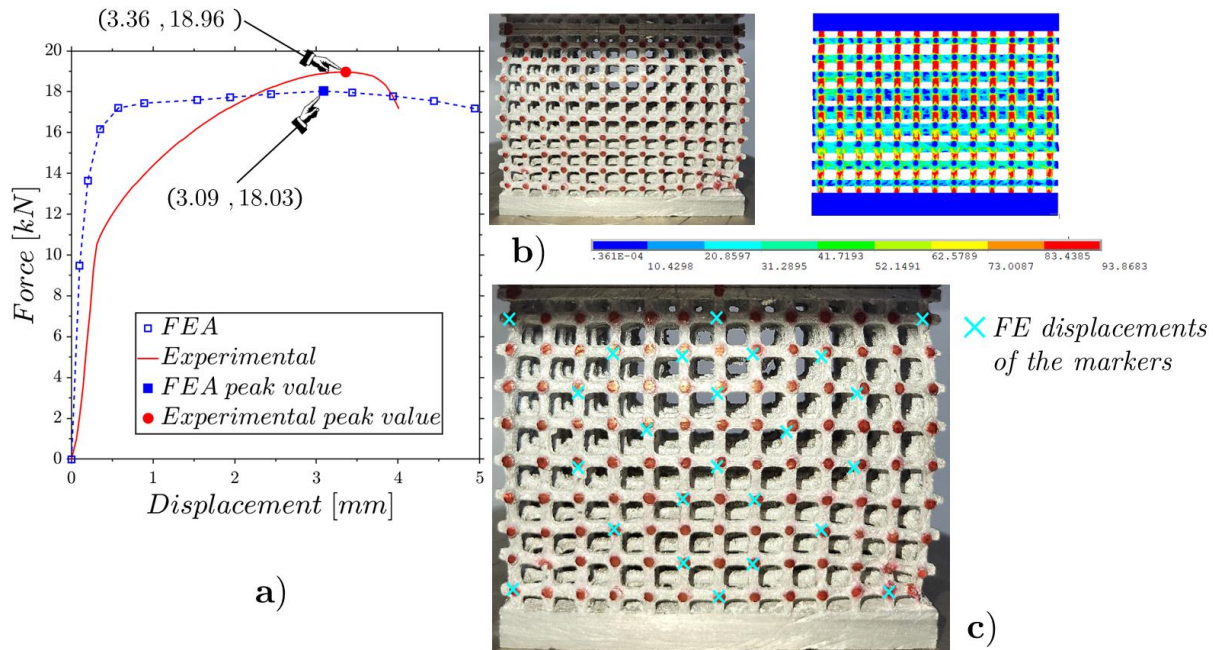 (3.36 , 18.96)
20
18
16
14
12
10
8
7
6
4
2
0
Force [kN]
(3.09 , 18.03)
FEA
Experimental
FEA peak value
Experimental peak value
0
1
2
3
4
5
Displacement [mm]
a)
b)
.361E-04
10.4298
20.8597
31.2895
41.7193
52.1491
62.5789
73.0087
83.4385
93.8683
FE displacements
of the markers
c)